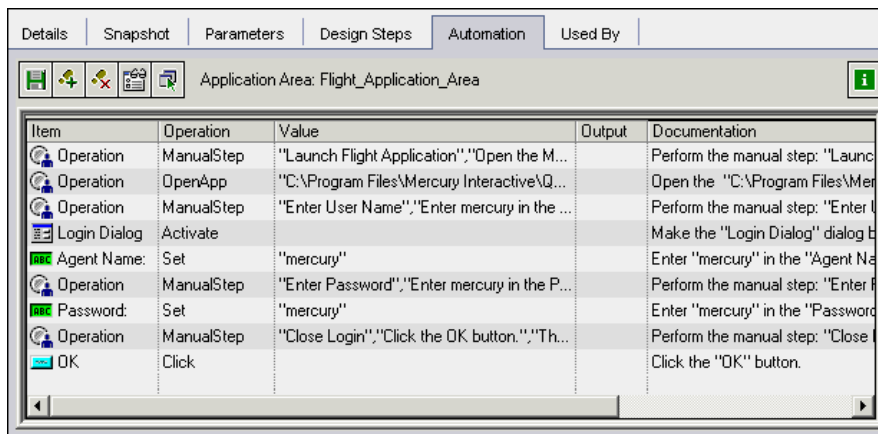 Details Snapshot Parameters Design Steps Automation Used By
Application Area: Flight_Application_Area
Item Operation Value Output Documentation
Operation ManualStep "Launch Flight Application","Open the M... Perform the manual step: "Launc
Operation OpenApp "C:\Program Files\Mercury Interactive\Q... Open the "C:\Program Files\Mer
Operation ManualStep "Enter User Name","Enter mercury in the ... Perform the manual step: "Enter
Login Dialog Activate Make the "Login Dialog" dialog b
ABC Agent Name: Set "mercury" Enter "mercury" in the "Agent Na
Operation ManualStep "Enter Password","Enter mercury in the P... Perform the manual step: "Enter
ABC Password: Set "mercury" Enter "mercury" in the "Password
Operation ManualStep "Close Login","Click the OK button.","Th... Perform the manual step: "Close
OK Click Click the "OK" button.